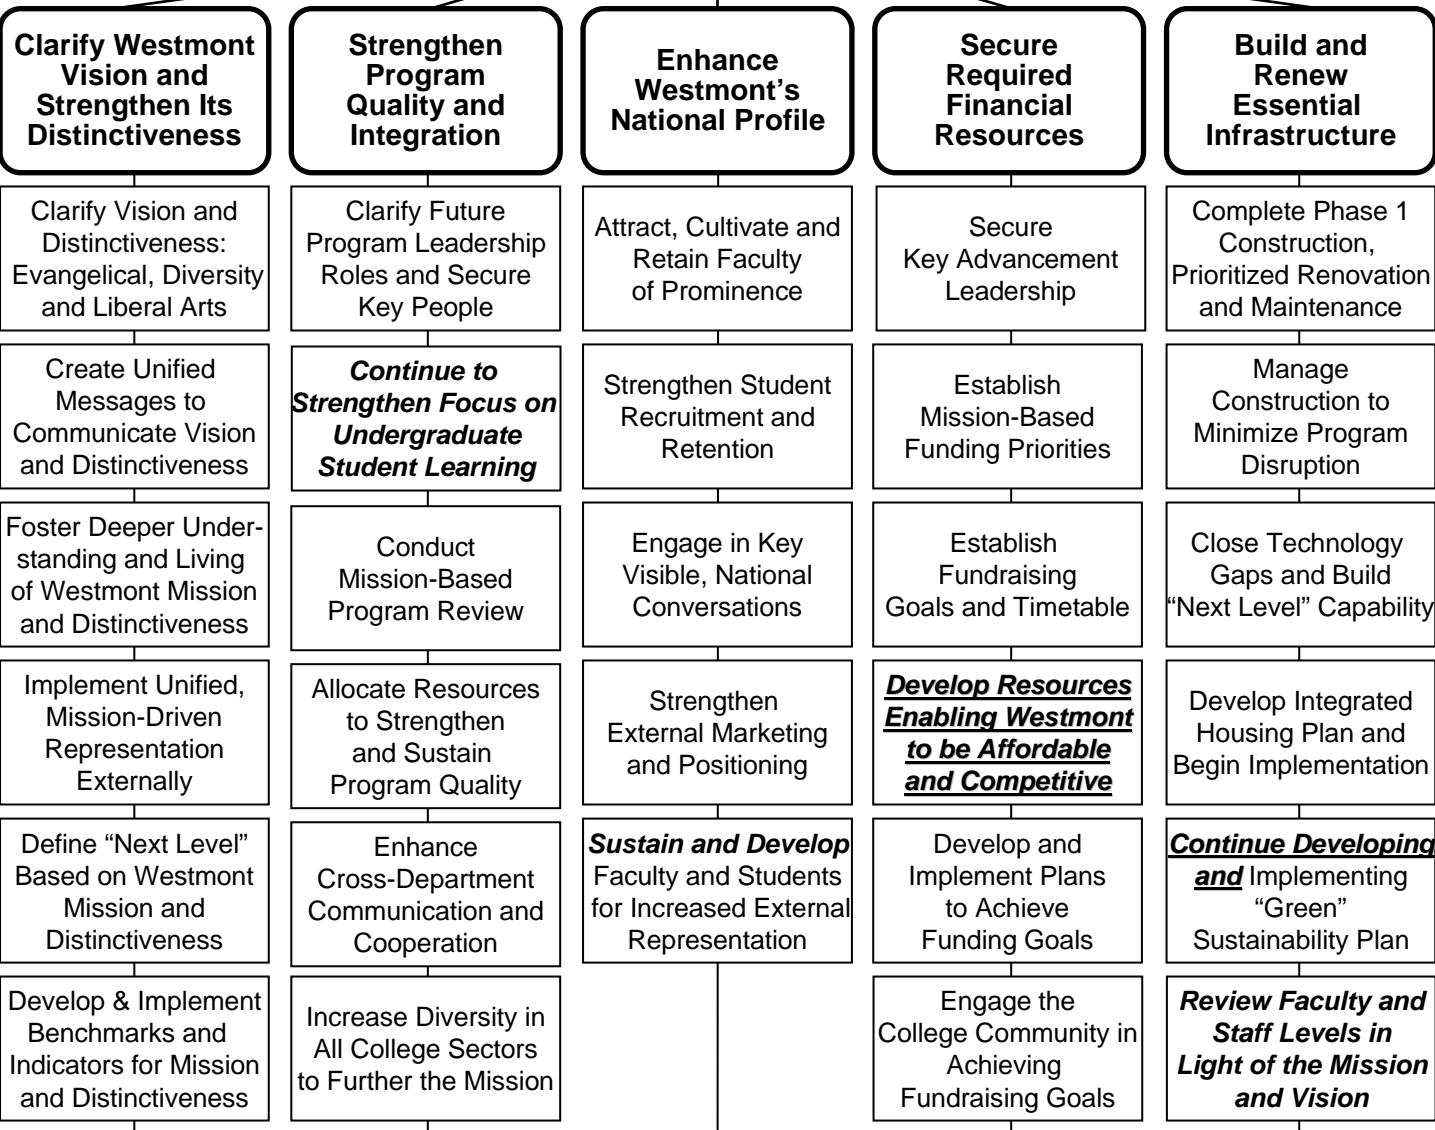 Clarify Westmont
Vision and
Strengthen Its
Distinctiveness
Clarify Vision and
Distinctiveness:
Evangelical, Diversity
and Liberal Arts
Create Unified
Messages to
Communicate Vision
and Distinctiveness
Foster Deeper Under-
standing and Living
of Westmont Mission
and Distinctiveness
Implement Unified,
Mission-Driven
Representation
Externally
Define “Next Level”
Based on Westmont
Mission and
Distinctiveness
Develop & Implement
Benchmarks and
Indicators for Mission
and Distinctiveness
Strengthen
Program
Quality and
Integration
Clarify Future
Program Leadership
Roles and Secure
Key People
Continue to
Strengthen Focus on
Undergraduate
Student Learning
Conduct
Mission-Based
Program Review
Allocate Resources
to Strengthen
and Sustain
Program Quality
Enhance
Cross-Department
Communication and
Cooperation
Increase Diversity in
All College Sectors
to Further the Mission
Enhance
Westmont’s
National Profile
Attract, Cultivate and
Retain Faculty
of Prominence
Strengthen Student
Recruitment and
Retention
Engage in Key
Visible, National
Conversations
Strengthen
External Marketing
and Positioning
Sustain and Develop
Faculty and Students
for Increased External
Representation
Secure
Required
Financial
Resources
Secure
Key Advancement
Leadership
Establish
Mission-Based
Funding Priorities
Establish
Fundraising
Goals and Timetable
Develop Resources
Enabling Westmont
to be Affordable
and Competitive
Develop and
Implement Plans
to Achieve
Funding Goals
Engage the
College Community in
Achieving
Fundraising Goals
Build and
Renew
Essential
Infrastructure
Complete Phase 1
Construction,
Prioritized Renovation
and Maintenance
Manage
Construction to
Minimize Program
Disruption
Close Technology
Gaps and Build
“Next Level” Capability
Develop Integrated
Housing Plan and
Begin Implementation
Continue Developing
and Implementing
“Green”
Sustainability Plan
Review Faculty and
Staff Levels in
Light of the Mission
and Vision